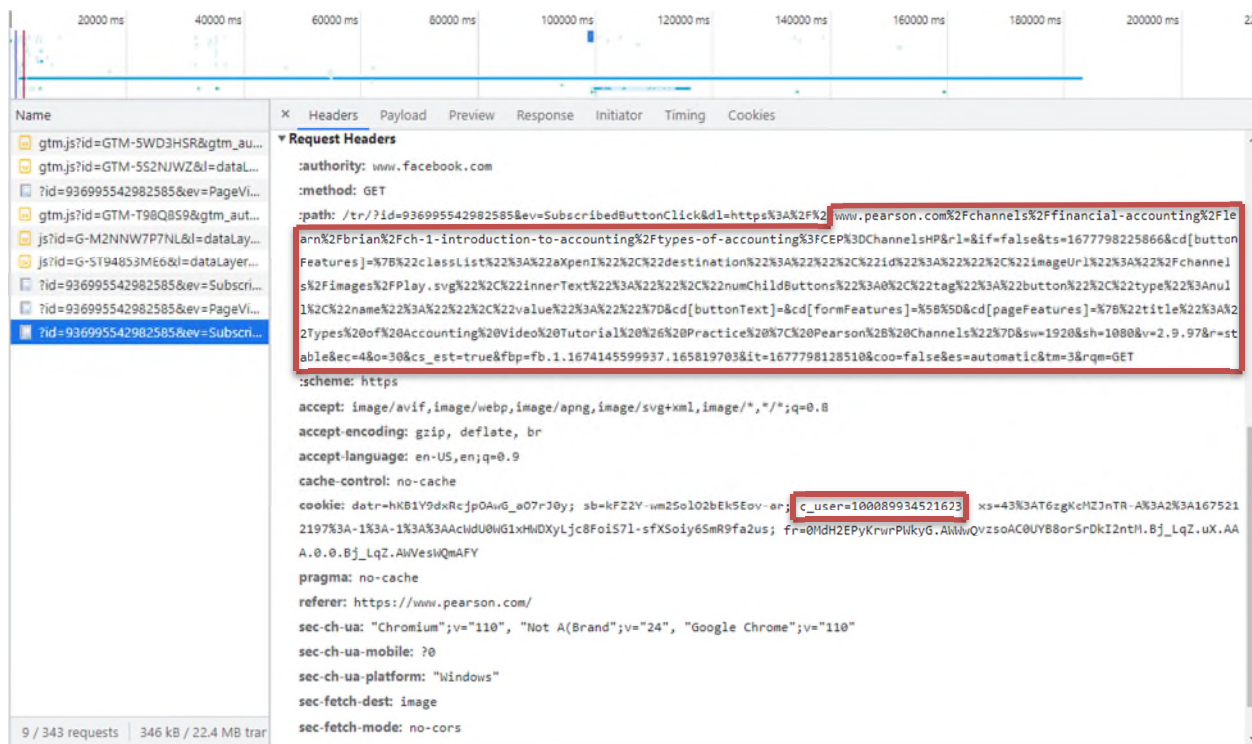 20000 ms 40000 ms 60000 ms 80000 ms 100000 ms 120000 ms 140000 ms 160000 ms 180000 ms 200000 ms 2
Name
× Headers Payload Preview Response Initiator Timing Cookies
gtm.js?id=GTM-5WD3HSR&gtm_au...
gtm.js?id=GTM-5S2NJWZ&l=dataL...
?id=936995542982585&ev=PageVi...
gtm.js?id=GTM-T98Q8S9&gtm_aut...
js?id=G-M2NNW7P7NL&l=dataLay...
js?id=G-ST94853ME6&l=dataLayer...
?id=936995542982585&ev=Subscri...
?id=936995542982585&ev=PageVi...
?id=936995542982585&ev=Subscri...
9 / 343 requests 346 kB / 22.4 MB tran
▼Request Headers
:authority: www.facebook.com
:method: GET
:path: /tr/?id=936995542982585&ev=SubscribedButtonClick&dl=https%3A%2F%2 www.pearson.com%2Fchannels%2Ffinancial-accounting%2Fle
arn%2Fbrian%2Fch-1-introduction-to-accounting%2Ftypes-of-accounting%3FCEP%3DChannelsHP&rl=&if=false&ts=1677798225866&cd[button
Features]=%7B%22classList%22%3A%22aXpenI%22%2C%22destination%22%3A%22%22%2C%22id%22%3A%22%22%2C%22imageUrl%22%3A%22%2Fchannel
s%2Fimages%2FPlay.svg%22%2C%22innerText%22%3A%22%22%2C%22numChildButtons%22%3A0%2C%22tag%22%3A%22button%22%2C%22type%22%3Anul
l%2C%22name%22%3A%22%22%2C%22value%22%3A%22%22%7D&cd[buttonText]=&cd[formFeatures]=%5B%5D&cd[pageFeatures]=%7B%22title%22%3A%2
2Types%20of%20Accounting%20Video%20Tutorial%20%26%20Practice%20%7C%20Pearson%2B%20Channels%22%7D&sw=1920&sh=1080&v=2.9.97&r=st
able&ec=4&o=30&cs_est=true&fbp=fb.1.1674145599937.165819703&it=1677798128510&coo=false&es=automatic&tm=3&rqm=GET
:scheme: https
accept: image/avif,image/webp,image/apng,image/svg+xml,image/*,*/*;q=0.8
accept-encoding: gzip, deflate, br
accept-language: en-US,en;q=0.9
cache-control: no-cache
cookie: datr=hKB1Y9dxRcjpOAwG_aO7rJ0y; sb=kFZ2Y-wm2SolO2bEk5Eov-ar; c_user=100089934521623 xs=43%3AT6zgKcMZJnTR-A%3A2%3A167521
2197%3A-1%3A-1%3A%3AAcWdU0WG1xHWDXyLjc8FoiS7l-sfXSoiy6SmR9fa2us; fr=0MdH2EPyKrwrPWkyG.AWWwQvzsoAC0UYB8orSrDkI2ntM.Bj_LqZ.uX.AA
A.0.0.Bj_LqZ.AWVesWQmAFY
pragma: no-cache
referer: https://www.pearson.com/
sec-ch-ua: "Chromium";v="110", "Not A(Brand";v="24", "Google Chrome";v="110"
sec-ch-ua-mobile: ?0
sec-ch-ua-platform: "Windows"
sec-fetch-dest: image
sec-fetch-mode: no-cors